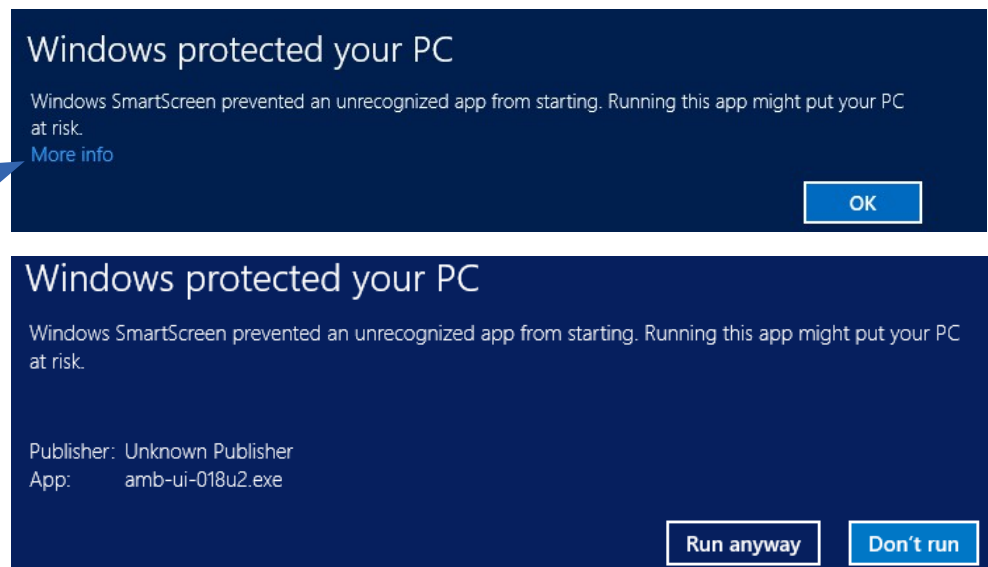 Windows protected your PC
Windows SmartScreen prevented an unrecognized app from starting. Running this app might put your PC
at risk.
More info
OK
Windows protected your PC
Windows SmartScreen prevented an unrecognized app from starting. Running this app might put your PC
at risk.
Publisher: Unknown Publisher
App: amb-ui-018u2.exe
Run anyway Don't run